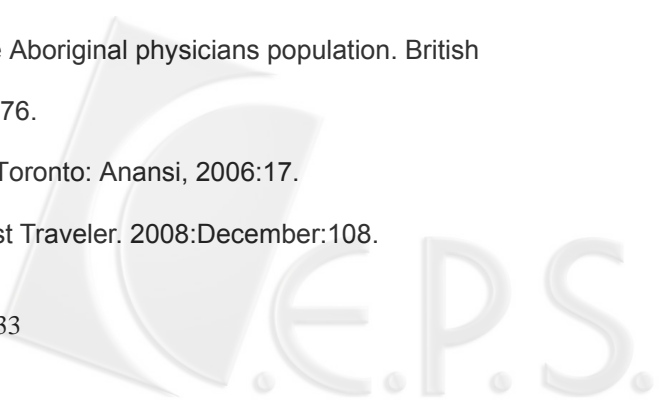 Aboriginal physicians population. British
76.
Toronto: Anansi, 2006:17.
st Traveler. 2008:December:108.
33
C.E.P.S.